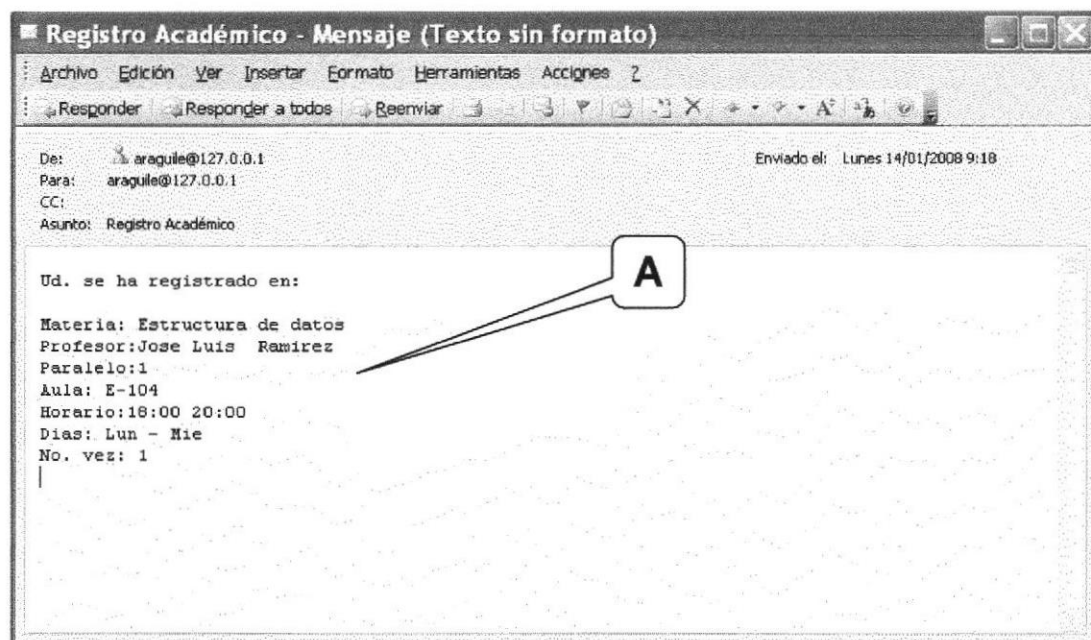 Registro Académico - Mensaje (Texto sin formato)
Archivo Edición Ver Insertar Formato Herramientas Acciones ?
Responder Responder a todos Reenviar
De: araguile@127.0.0.1 Enviado el: Lunes 14/01/2008 9:18
Para: araguile@127.0.0.1
CC:
Asunto: Registro Académico
A
Ud. se ha registrado en:
Materia: Estructura de datos
Profesor:Jose Luis Ramirez
Paralelo:1
Aula: E-104
Horario:18:00 20:00
Dias: Lun - Mie
No. vez: 1